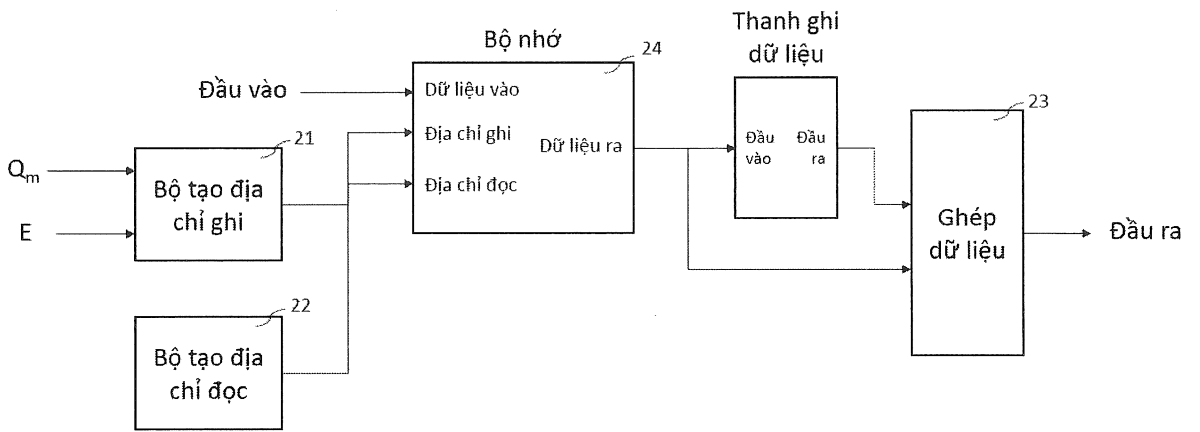 Thanh ghi
dữ liệu
Bộ nhớ
24
Đầu vào
Dữ liệu vào
Địa chỉ ghi
Địa chỉ đọc
Dữ liệu ra
Đầu
vào
Đầu
ra
23
Ghép
dữ liệu
Đầu ra
21
Qm
E
Bộ tạo địa
chỉ ghi
22
Bộ tạo địa
chỉ đọc